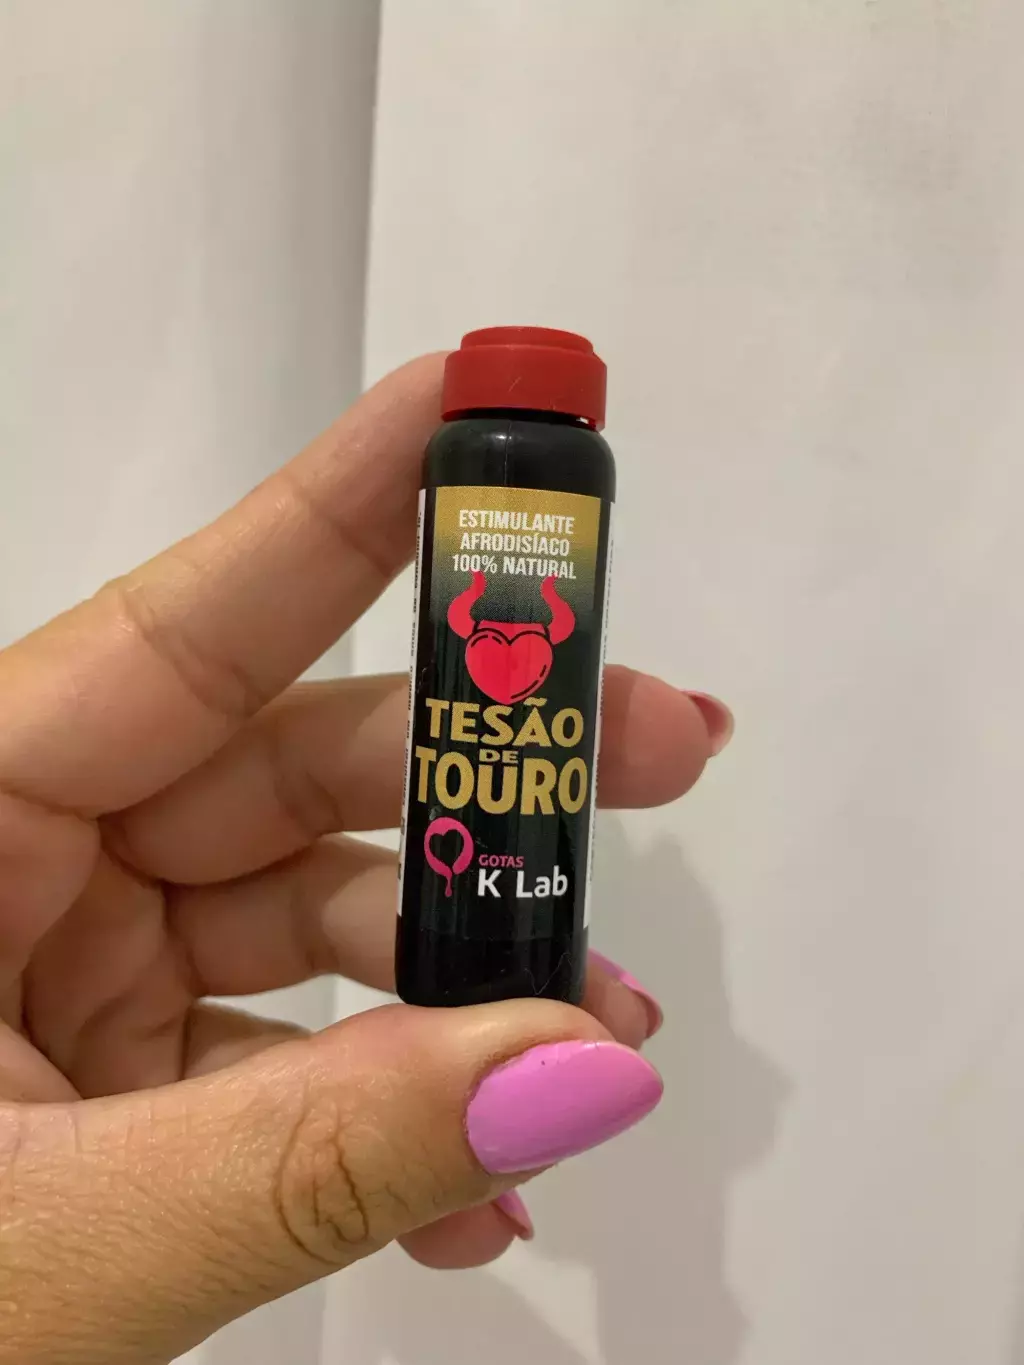 ESTIMULANTE
AFRODISÍACO
100% NATURAL
TESÃO
DE
TOURO
GOTAS
K Lab